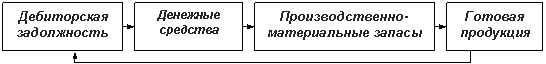 Дебиторская
задолжность
Денежные
средства
Производственно-
материальные запасы
Готовая
продукция